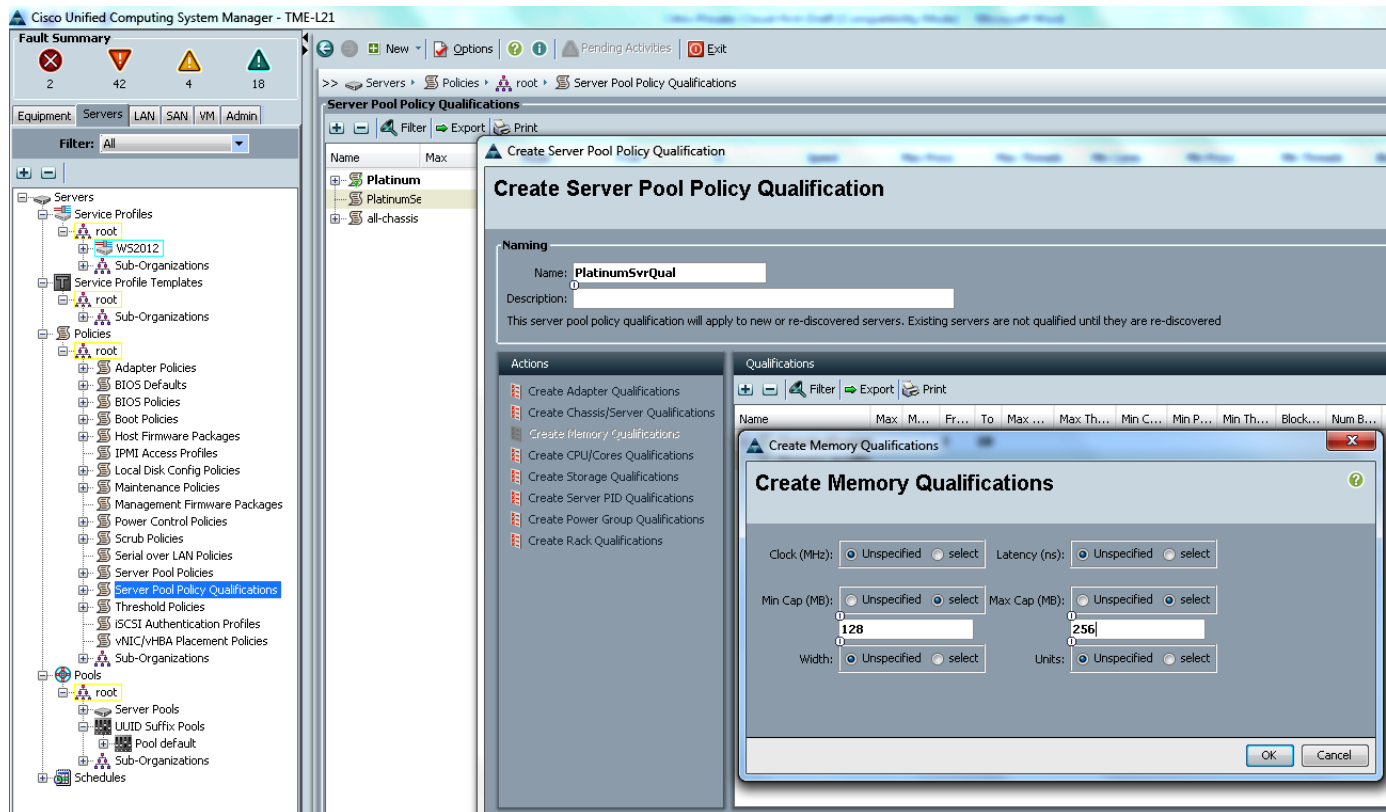 Cisco Unified Computing System Manager - TME-L21
Fault Summary
2 42 4 18
Equipment Servers LAN SAN VM Admin
Filter: All
Servers
Service Profiles
root
WS2012
Sub-Organizations
Service Profile Templates
root
Sub-Organizations
Policies
root
Adapter Policies
BIOS Defaults
BIOS Policies
Boot Policies
Host Firmware Packages
IPMI Access Profiles
Local Disk Config Policies
Maintenance Policies
Management Firmware Packages
Power Control Policies
Scrub Policies
Serial over LAN Policies
Server Pool Policies
Server Pool Policy Qualifications
Threshold Policies
iSCSI Authentication Profiles
vNIC/vHBA Placement Policies
Sub-Organizations
Pools
root
Server Pools
UUID Suffix Pools
Pool default
Sub-Organizations
Schedules
New Options Pending Activities Exit
>> Servers Policies root Server Pool Policy Qualifications
Server Pool Policy Qualifications
Filter Export Print
Name Max
Platinum
PlatinumSe
all-chassis
Create Server Pool Policy Qualification
Create Server Pool Policy Qualification
Naming
Name: PlatinumSvrQual
Description:
This server pool policy qualification will apply to new or re-discovered servers. Existing servers are not qualified until they are re-discovered
Actions
Create Adapter Qualifications
Create Chassis/Server Qualifications
Create Memory Qualifications
Create CPU/Cores Qualifications
Create Storage Qualifications
Create Server PID Qualifications
Create Power Group Qualifications
Create Rack Qualifications
Qualifications
Filter Export Print
Name Max M... Fr... To Max ... Max Th... Min C... Min P... Min Th... Block... Num B...
Create Memory Qualifications
Create Memory Qualifications
Clock (MHz): Unspecified select Latency (ns): Unspecified select
Min Cap (MB): Unspecified select Max Cap (MB): Unspecified select
128 256
Width: Unspecified select Units: Unspecified select
OK Cancel